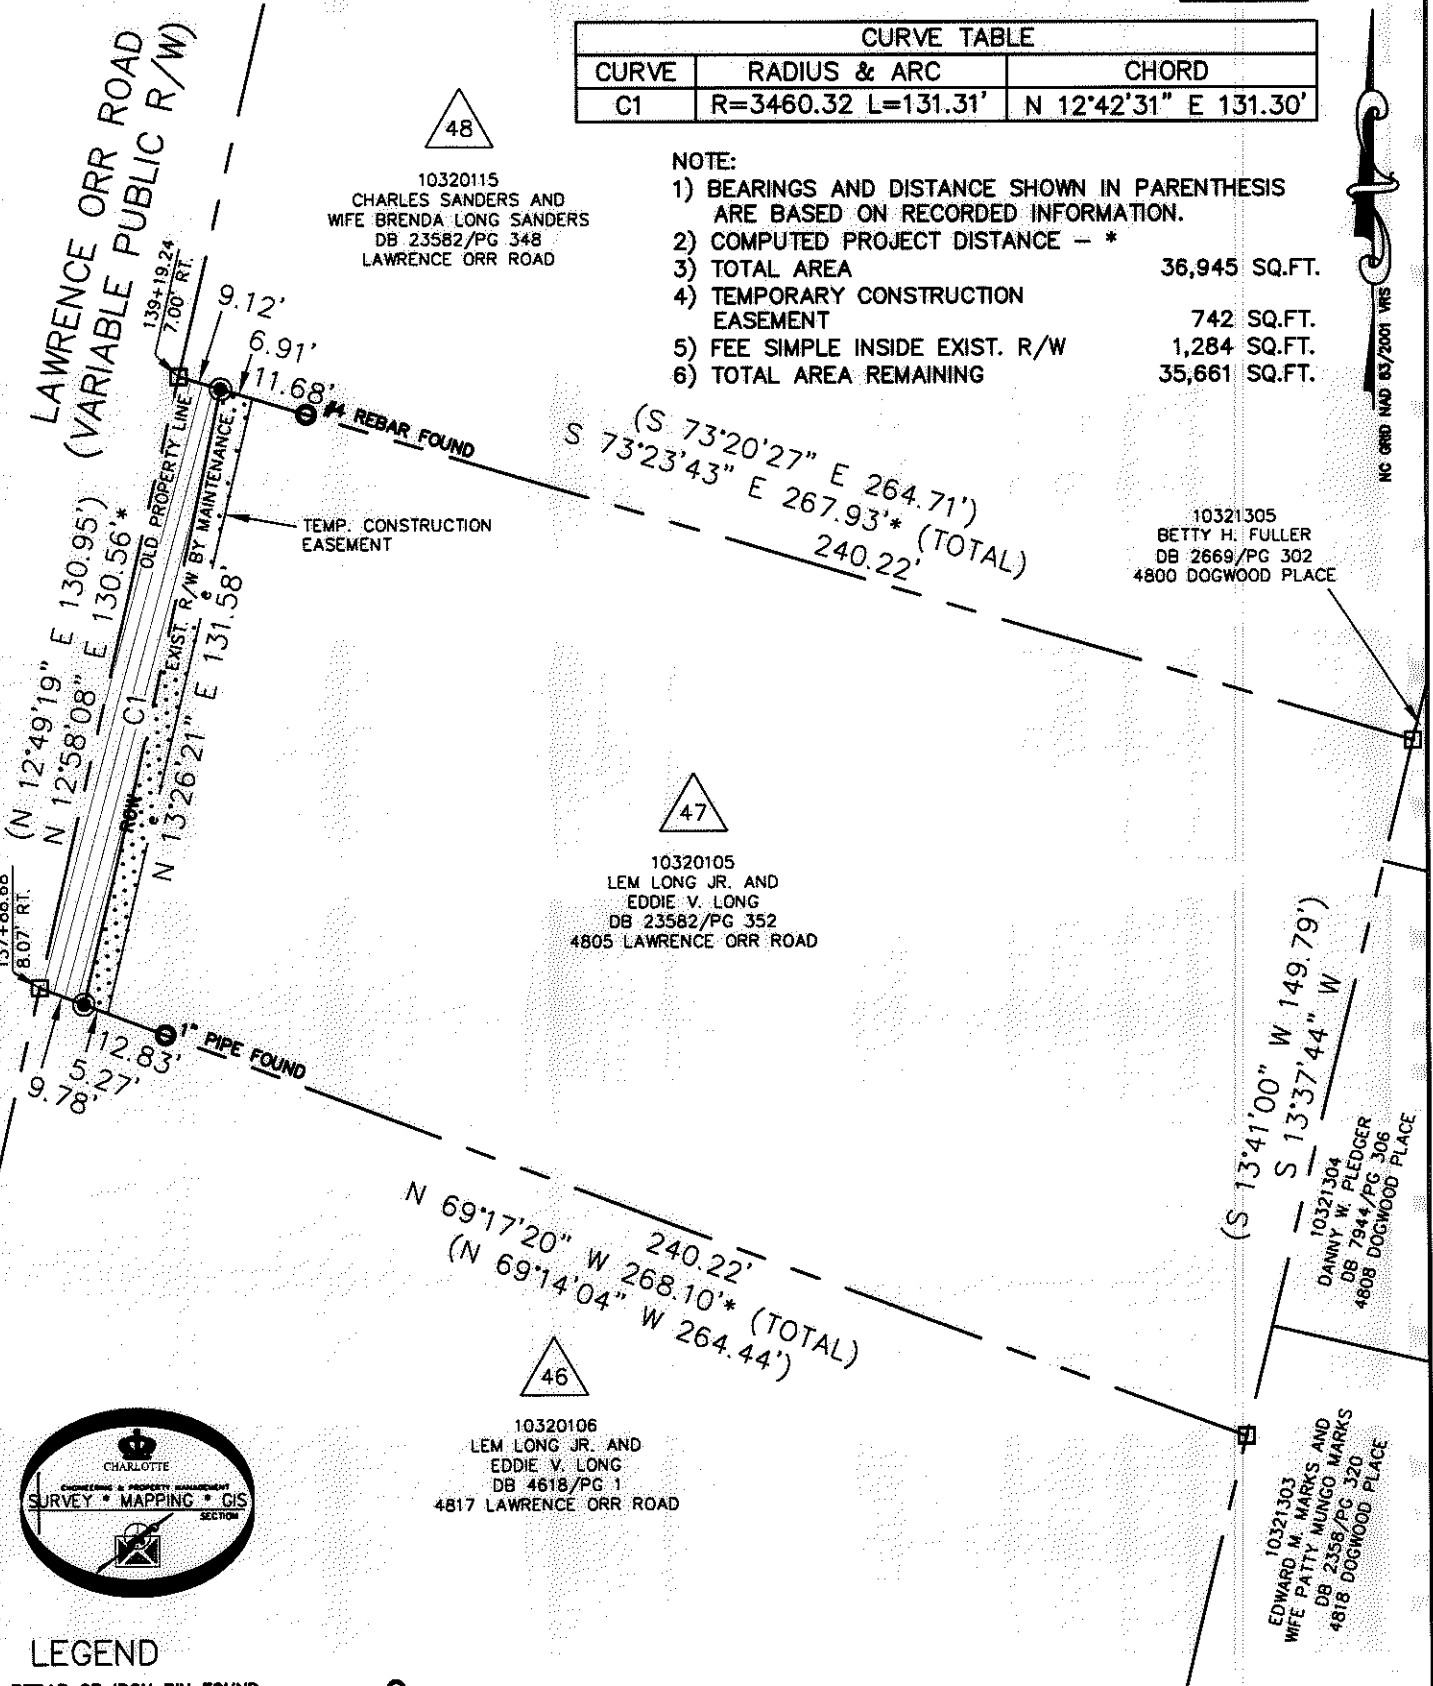 CURVE TABLE
CURVE RADIUS & ARC CHORD
C1 R=3460.32 L=131.31' N 12°42'31" E 131.30'
LAWRENCE ORR ROAD
(VARIABLE PUBLIC R/W)
48
10320115
CHARLES SANDERS AND
WIFE BRENDA LONG SANDERS
DB 23582/PG 348
LAWRENCE ORR ROAD
NOTE:
1) BEARINGS AND DISTANCE SHOWN IN PARENTHESIS
ARE BASED ON RECORDED INFORMATION.
2) COMPUTED PROJECT DISTANCE – *
3) TOTAL AREA 36,945 SQ.FT.
4) TEMPORARY CONSTRUCTION
EASEMENT 742 SQ.FT.
5) FEE SIMPLE INSIDE EXIST. R/W 1,284 SQ.FT.
6) TOTAL AREA REMAINING 35,661 SQ.FT.
NC GRID NAD 83/2001 VRS
139+19.24
7.00' RT.
9.12'
6.91'
11.68'
#4 REBAR FOUND
(S 73°20'27" E 264.71')
S 73°23'43" E 267.93'* (TOTAL)
240.22'
OLD PROPERTY LINE
EXIST. R/W BY MAINTENANCE
TEMP. CONSTRUCTION
EASEMENT
10321305
BETTY H. FULLER
DB 2669/PG 302
4800 DOGWOOD PLACE
(N 12°49'19" E 130.95')
N 12°58'08" E 130.56'*
C1
ROW
e
e
N 13°26'21" E 131.58'
47
10320105
LEM LONG JR. AND
EDDIE V. LONG
DB 23582/PG 352
4805 LAWRENCE ORR ROAD
8.07' RT.
1" PIPE FOUND
12.83'
5.27'
9.78'
(S 13°41'00" W 149.79')
S 13°37'44" W
10321304
DANNY W. PLEDGER
DB 7944/PG 306
4808 DOGWOOD PLACE
240.22'
N 69°17'20" W 268.10'* (TOTAL)
(N 69°14'04" W 264.44')
46
10320106
LEM LONG JR. AND
EDDIE V. LONG
DB 4618/PG 1
4817 LAWRENCE ORR ROAD
10321303
EDWARD M. MARKS AND
WIFE PATTY MUNGO MARKS
DB 2358/PG 320
4818 DOGWOOD PLACE
CHARLOTTE
ENGINEERING & PROPERTY MANAGEMENT
SURVEY * MAPPING * GIS
SECTION
LEGEND